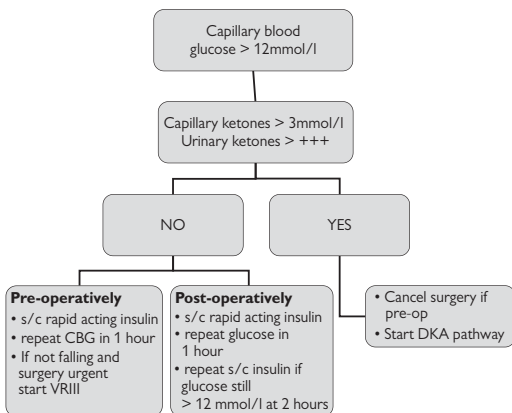 Capillary blood
glucose > 12mmol/l
Capillary ketones > 3mmol/l
Urinary ketones > +++
NO
YES
Pre-operatively
• s/c rapid acting insulin
• repeat CBG in 1 hour
• If not falling and
surgery urgent
start VRIII
Post-operatively
• s/c rapid acting insulin
• repeat glucose in
1 hour
• repeat s/c insulin if
glucose still
> 12 mmol/l at 2 hours
• Cancel surgery if
pre-op
• Start DKA pathway